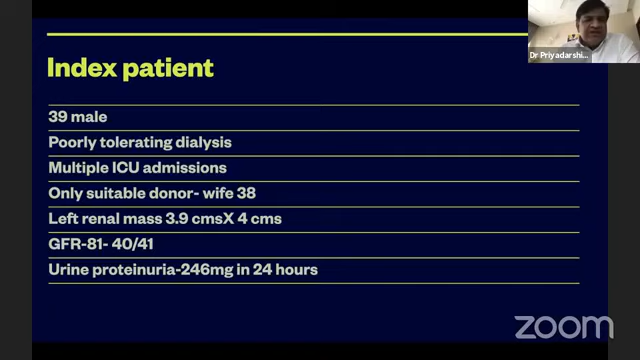 Dr Priyadarshi...
Index patient
39 male
Poorly tolerating dialysis
Multiple ICU admissions
Only suitable donor- wife 38
Left renal mass 3.9 cmsX 4 cms
GFR-81- 40/41
Urine proteinuria-246mg in 24 hours
zoom